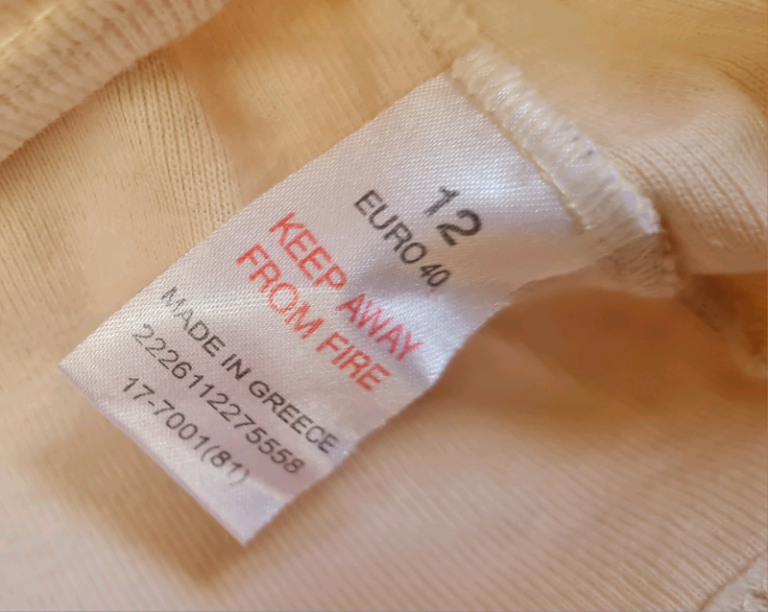 12
EURO 40
KEEP AWAY
FROM FIRE
MADE IN GREECE
2226112275558
17-7001(81)